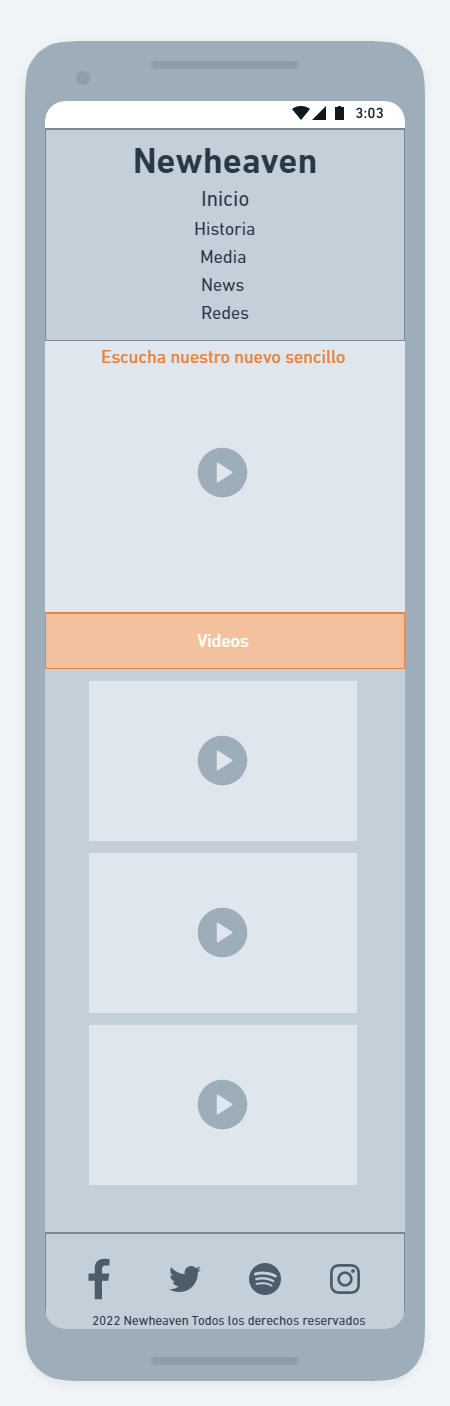 3:03
Newheaven
Inicio
Historia
Media
News
Redes
Escucha nuestro nuevo sencillo
Videos
2022 Newheaven Todos los derechos reservados